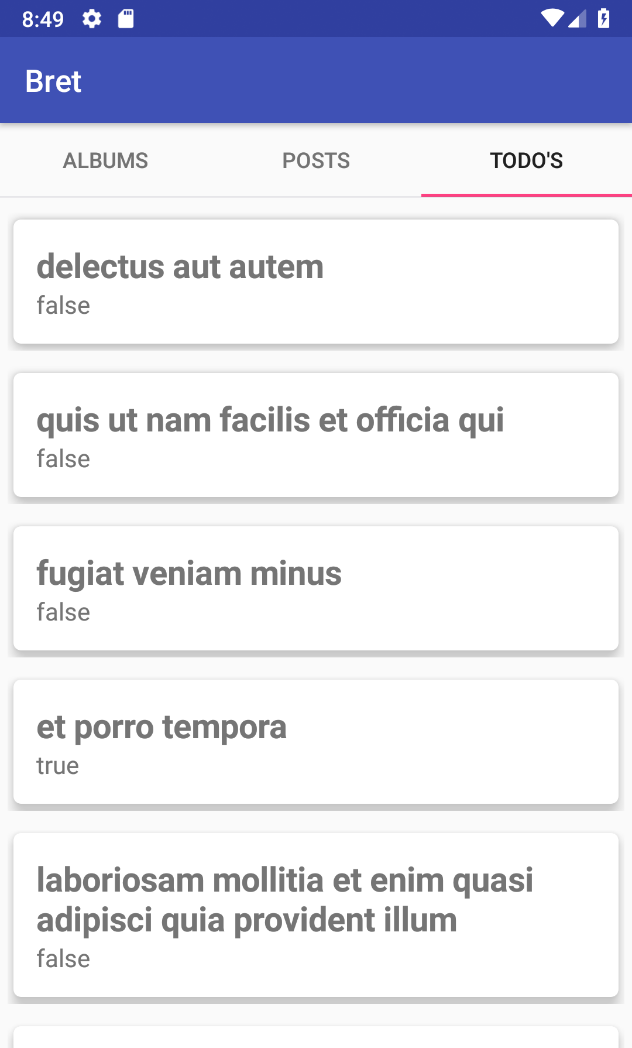 8:49
Bret
ALBUMS POSTS TODO'S
delectus aut autem
false
quis ut nam facilis et officia qui
false
fugiat veniam minus
false
et porro tempora
true
laboriosam mollitia et enim quasi
adipisci quia provident illum
false